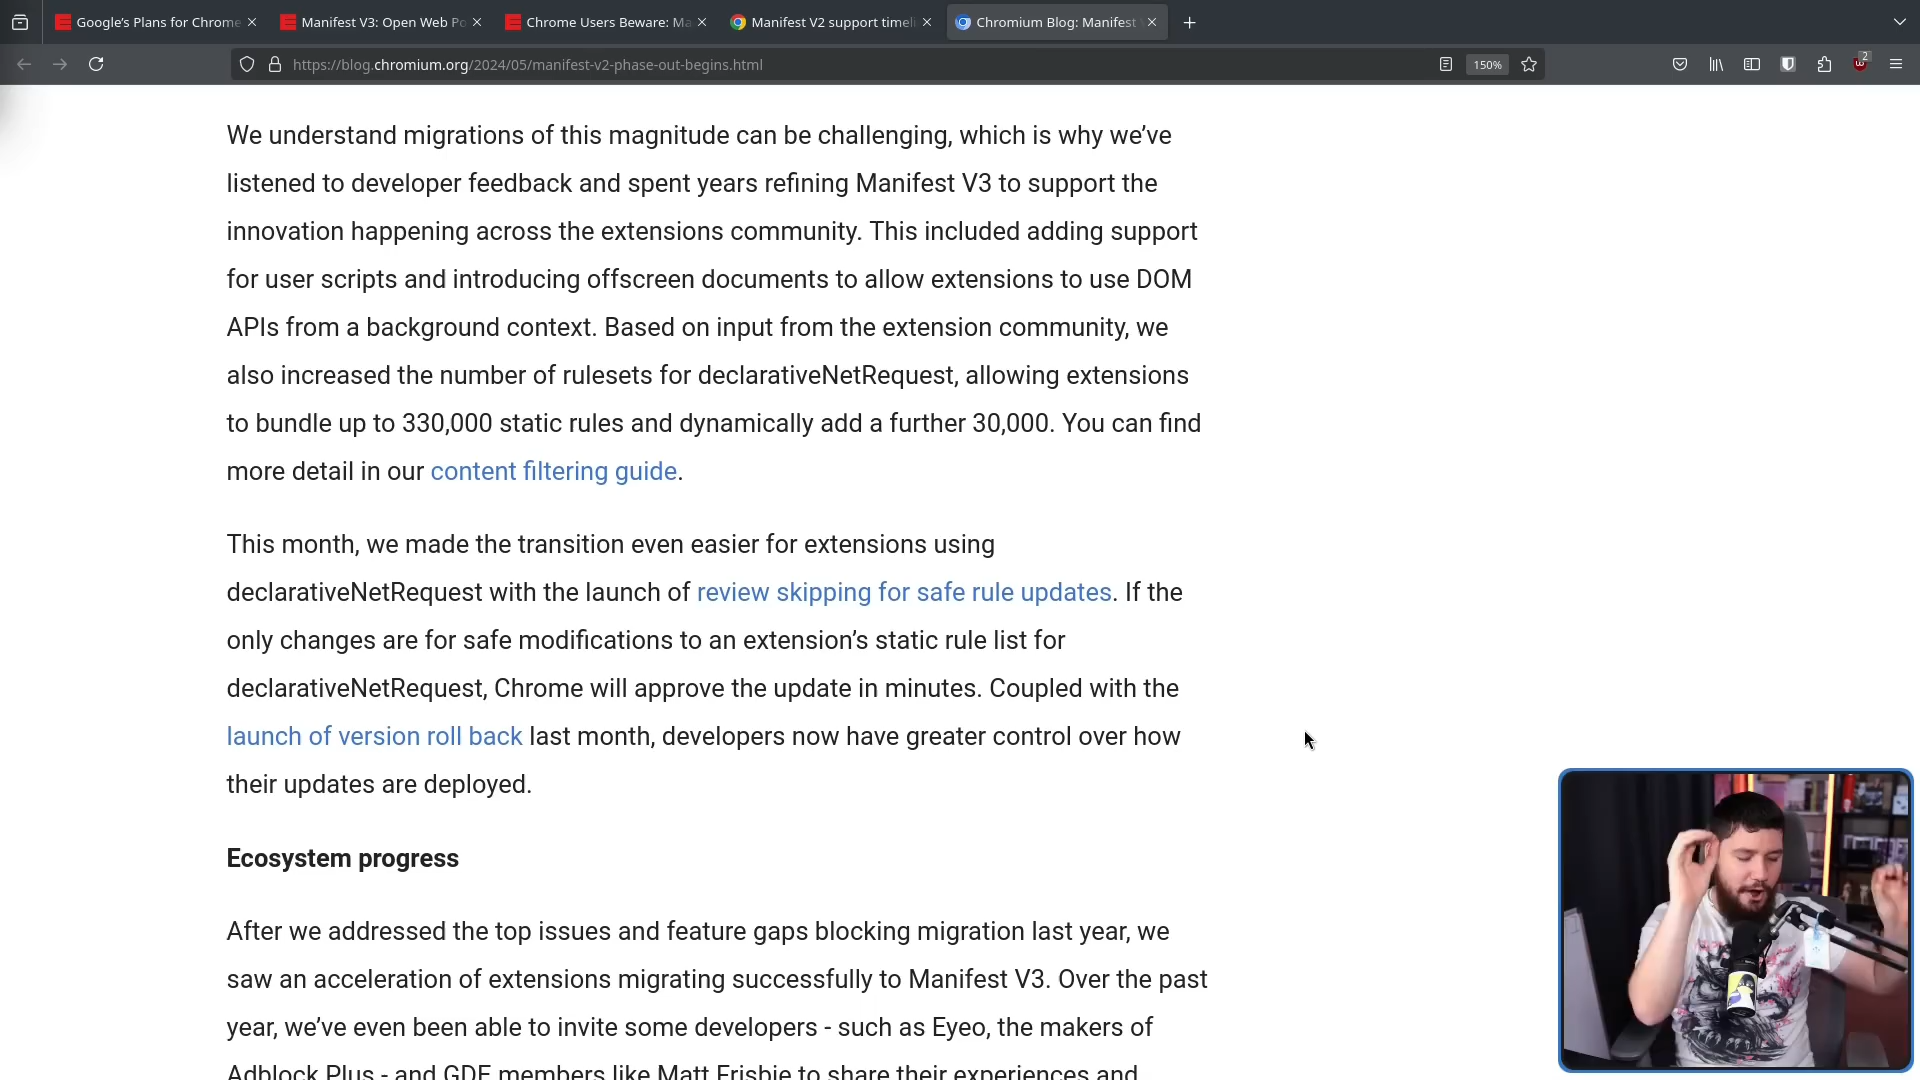 Google's Plans for Chrome
Manifest V3: Open Web Po
Chrome Users Beware: Ma
Manifest V2 support timeli
Chromium Blog: Manifest
https://blog.chromium.org/2024/05/manifest-v2-phase-out-begins.html
150%
2
We understand migrations of this magnitude can be challenging, which is why we’ve
listened to developer feedback and spent years refining Manifest V3 to support the
innovation happening across the extensions community. This included adding support
for user scripts and introducing offscreen documents to allow extensions to use DOM
APIs from a background context. Based on input from the extension community, we
also increased the number of rulesets for declarativeNetRequest, allowing extensions
to bundle up to 330,000 static rules and dynamically add a further 30,000. You can find
more detail in our content filtering guide.
This month, we made the transition even easier for extensions using
declarativeNetRequest with the launch of review skipping for safe rule updates. If the
only changes are for safe modifications to an extension’s static rule list for
declarativeNetRequest, Chrome will approve the update in minutes. Coupled with the
launch of version roll back last month, developers now have greater control over how
their updates are deployed.
Ecosystem progress
After we addressed the top issues and feature gaps blocking migration last year, we
saw an acceleration of extensions migrating successfully to Manifest V3. Over the past
year, we’ve even been able to invite some developers - such as Eyeo, the makers of
Adblock Plus - and GDE members like Matt Frisbie to share their experiences and